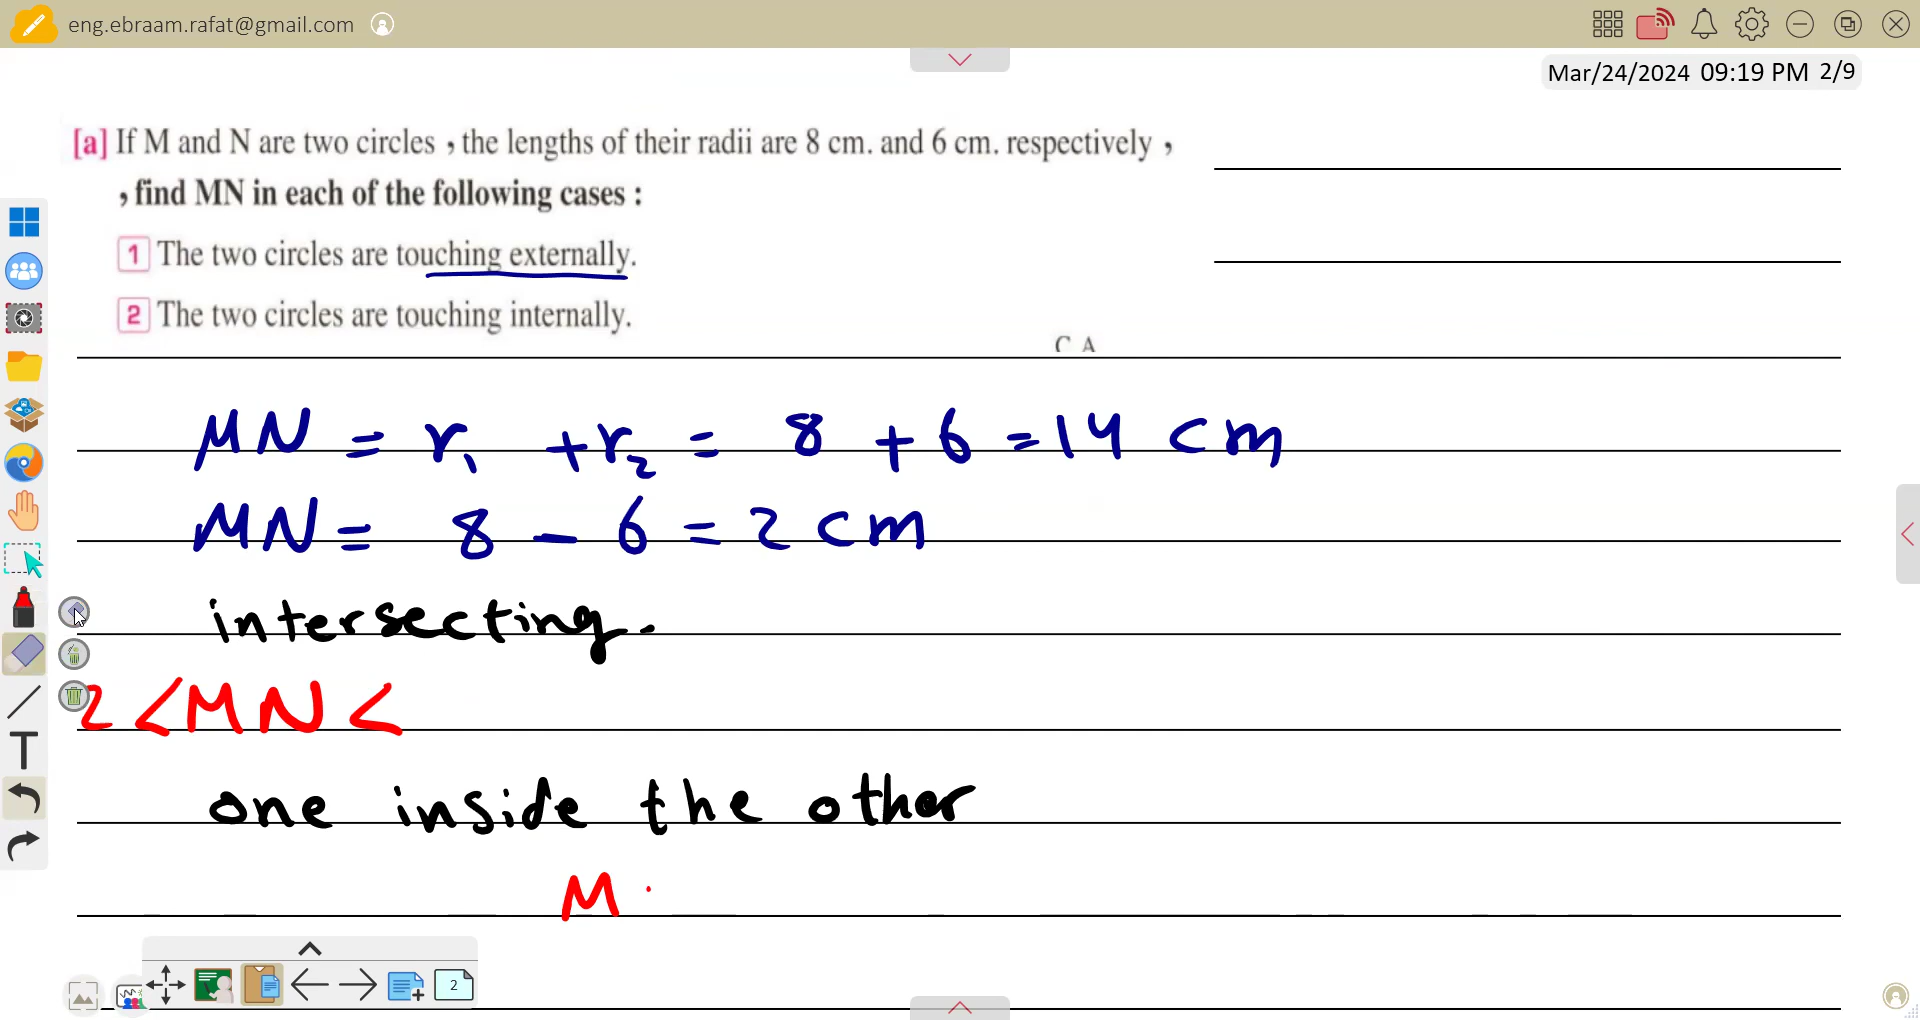 eng.ebraam.rafat@gmail.com
Mar/24/2024 09:19 PM 2/9
[a] If M and N are two circles , the lengths of their radii are 8 cm. and 6 cm. respectively ,
, find MN in each of the following cases :
1 The two circles are touching externally.
2 The two circles are touching internally.
C A
MN = r₁ + r₂ = 8 + 6 = 14 cm
MN = 8 - 6 = 2 cm
intersecting.
2 < MN <
one inside the other
M
2